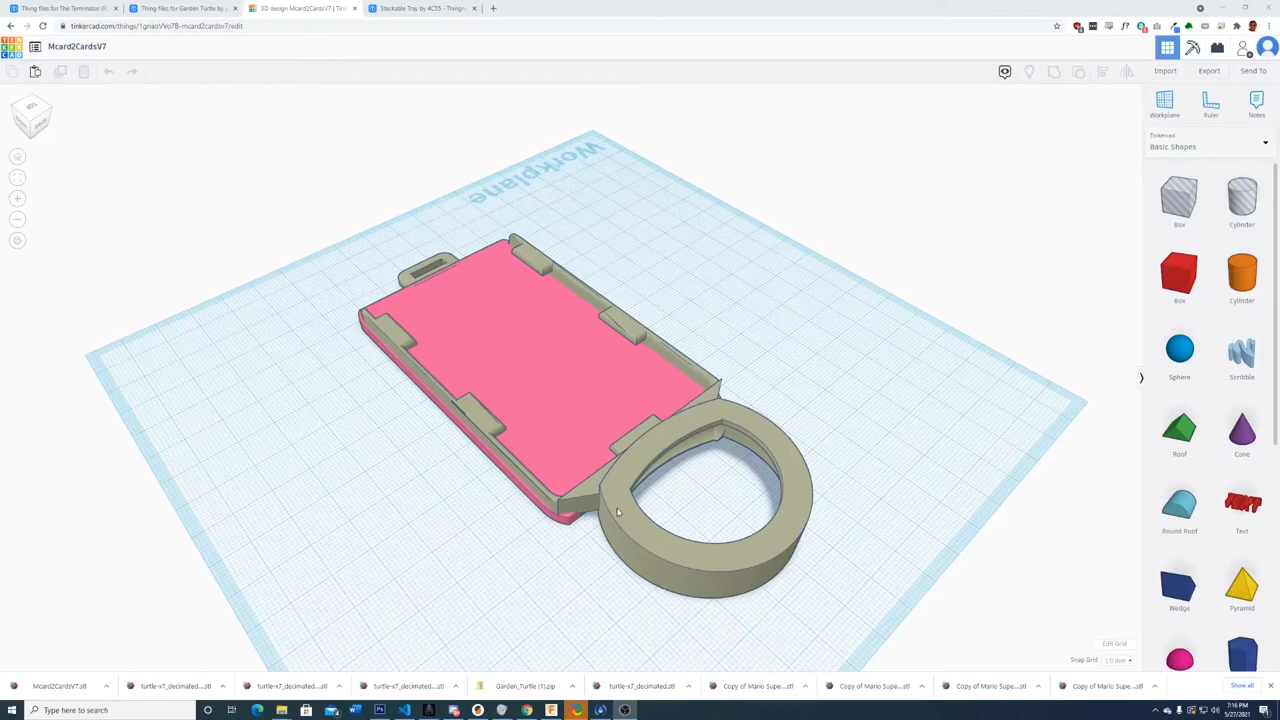 Thing files for The Terminator (R
Thing files for Garden Turtle by
3D design Mcard2CardsV7 | Tin
Stackable Tray by 4C55 - Thingi
tinkercad.com/things/1griaoVVo7B-mcard2cardsv7/edit
TIN
KER
CAD
Mcard2CardsV7
Import
Export
Send To
Workplane
Ruler
Notes
Tinkercad
Basic Shapes
Workplane
Box
Cylinder
Box
Cylinder
Sphere
Scribble
Roof
Cone
Round Roof
Text
Wedge
Pyramid
Edit Grid
Snap Grid
1.0 mm
Mcard2CardsV7.stl
turtle-x7_decimated....stl
turtle-x7_decimated....stl
turtle-x7_decimated....stl
Garden_Turtle (1).zip
turtle-x7_decimated....stl
Copy of Mario Supe....stl
Copy of Mario Supe....stl
Copy of Mario Supe....stl
Copy of Mario Supe....stl
Show all
Type here to search
7:16 PM
5/27/2021